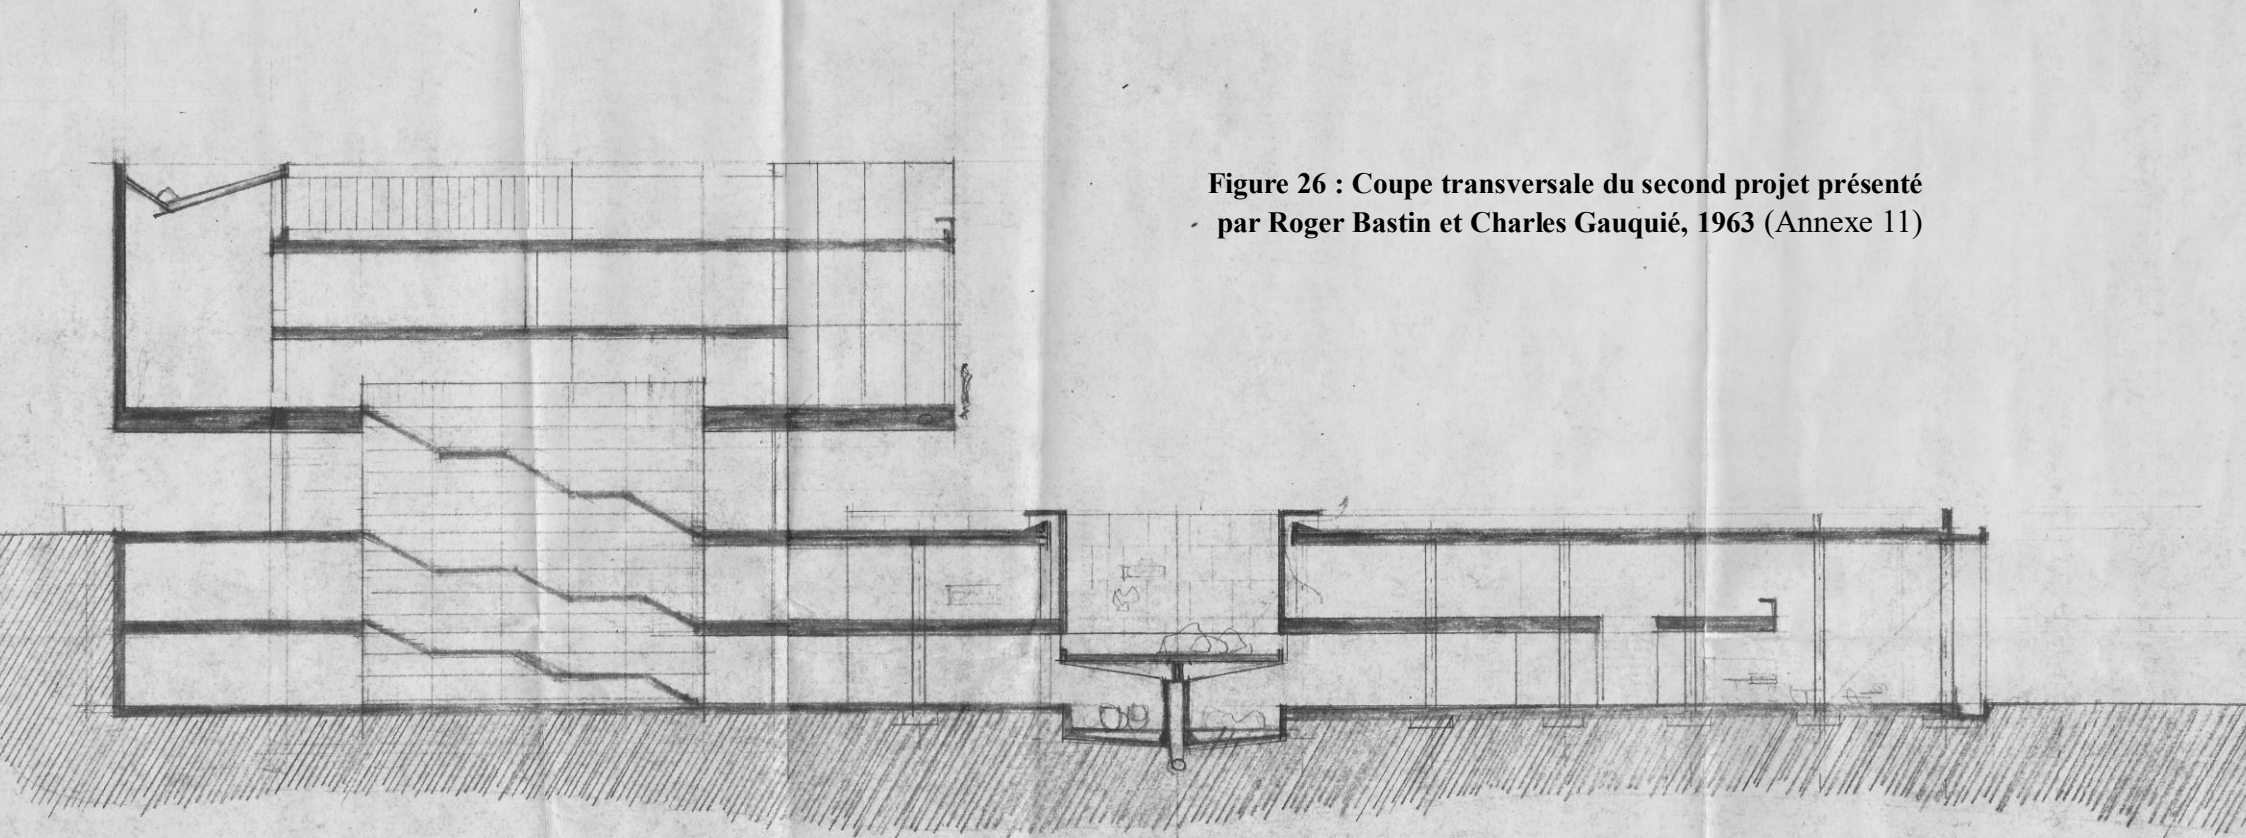 Figure 26 : Coupe transversale du second projet présenté
par Roger Bastin et Charles Gauquié, 1963 (Annexe 11)